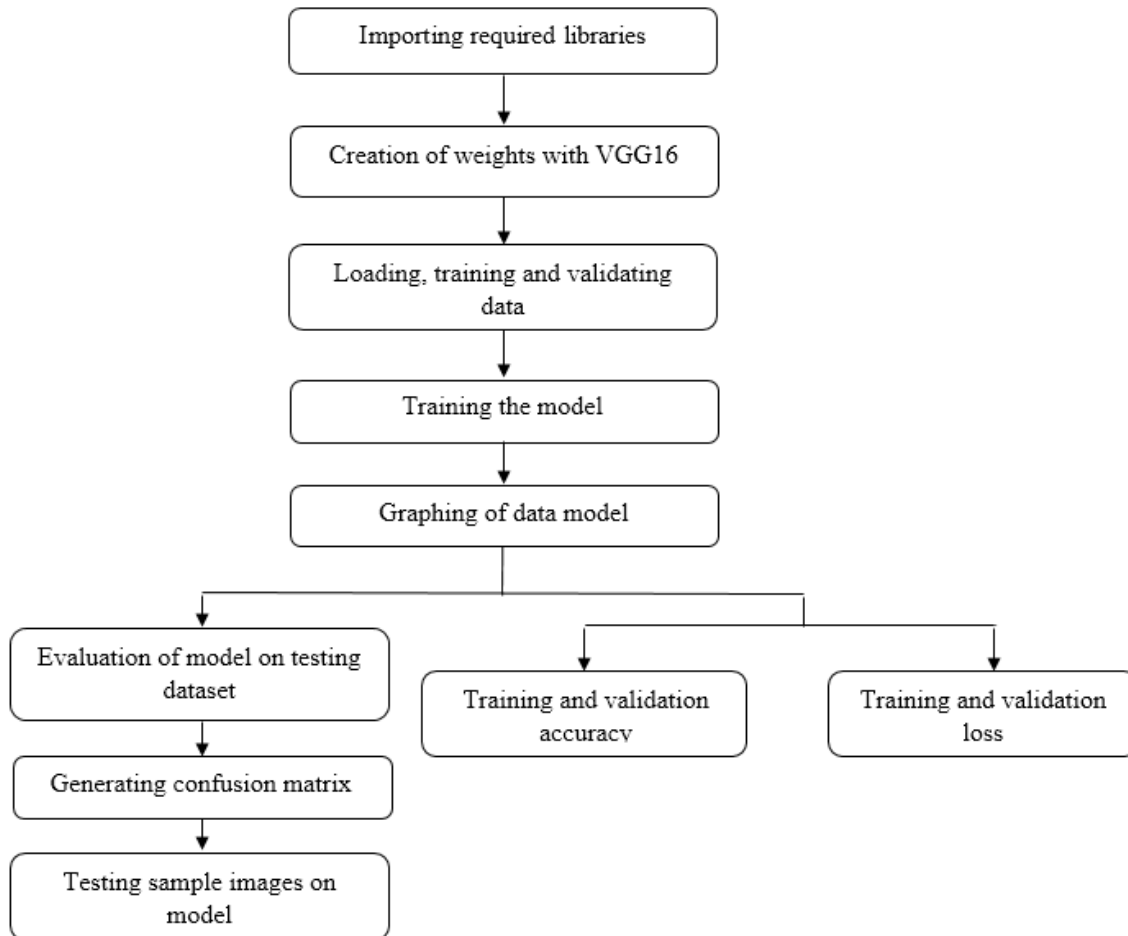 Importing required libraries
Creation of weights with VGG16
Loading, training and validating
data
Training the model
Graphing of data model
Evaluation of model on testing
dataset
Training and validation
accuracy
Training and validation
loss
Generating confusion matrix
Testing sample images on
model